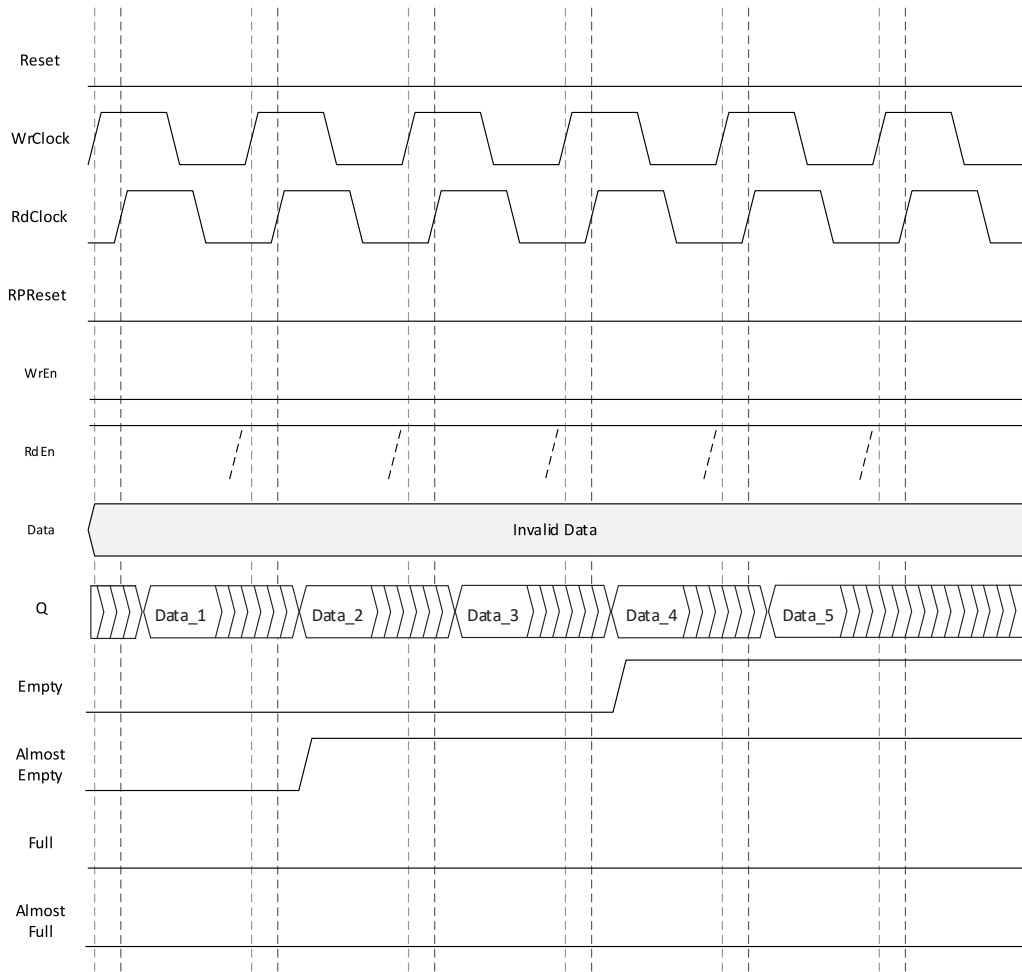 Reset
WrClock
RdClock
RPReset
WrEn
RdEn
Data
Invalid Data
Q
Data_1
Data_2
Data_3
Data_4
Data_5
Empty
Almost
Empty
Full
Almost
Full